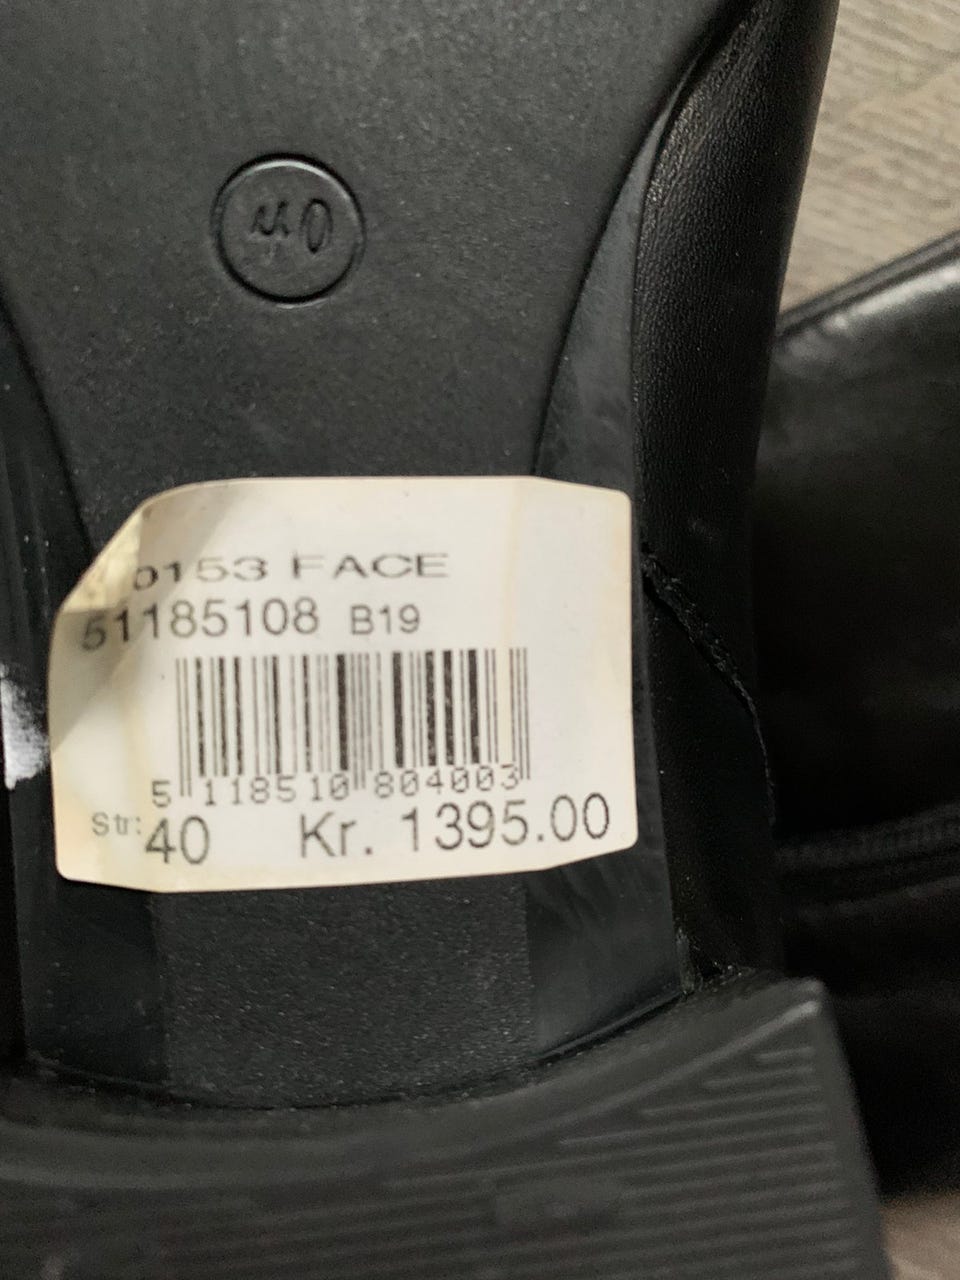 40
0153 FACE
51185108 B19
5 118510 804003
Str: 40 Kr. 1395.00